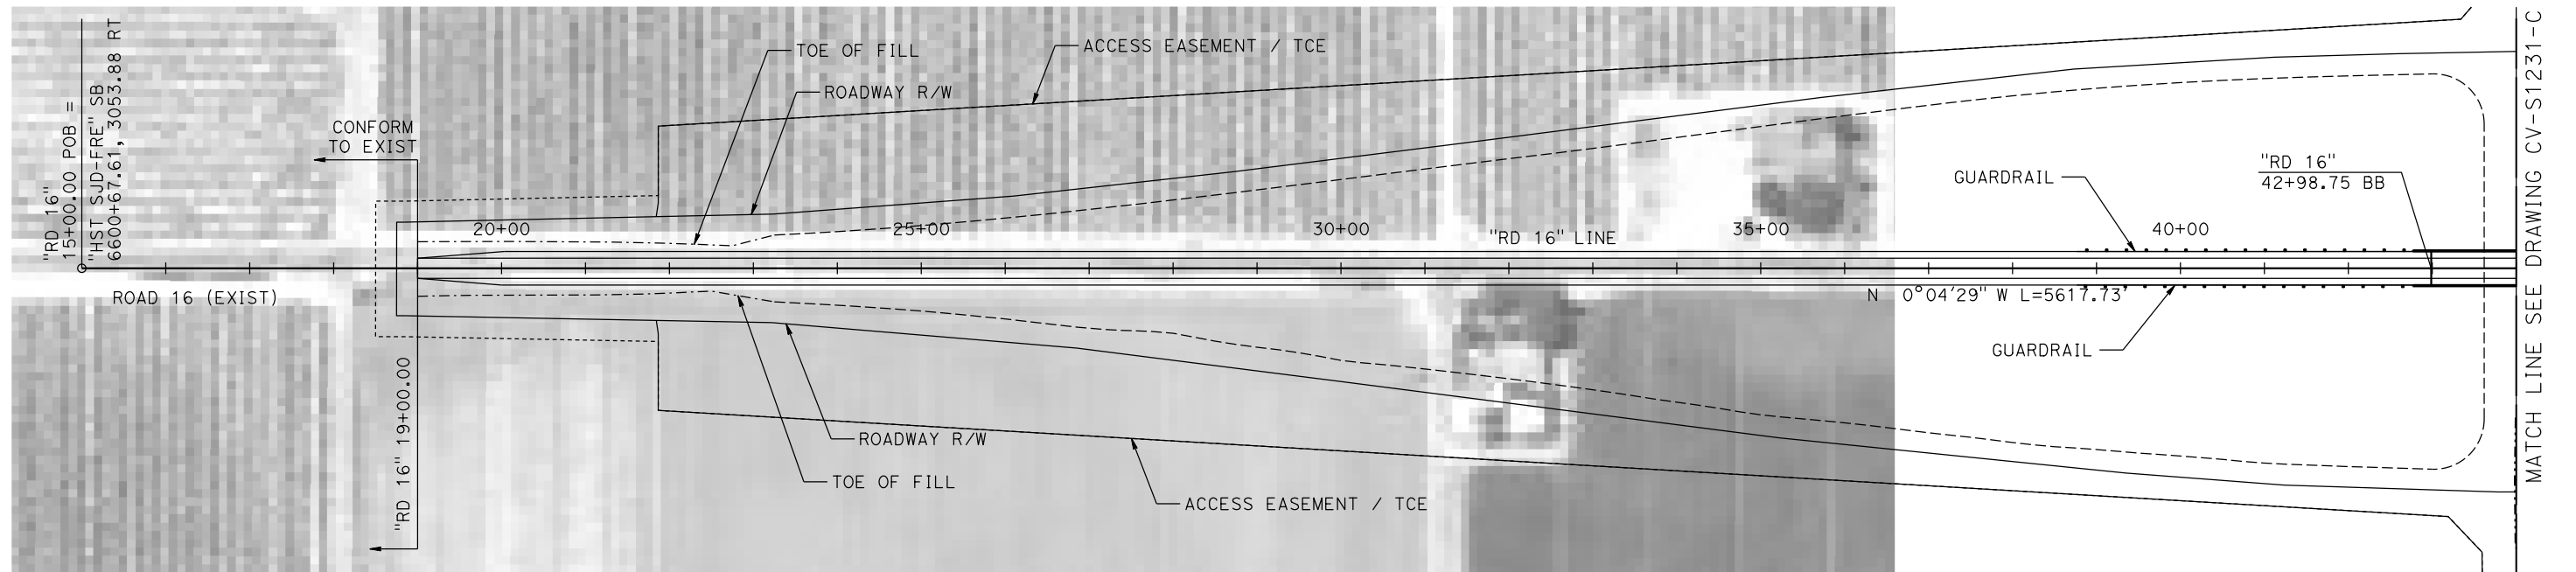 "RD 16"
15+00.00 POB =
"HST SJD-FRE" SB
6600+67.61, 3053.88 RT
CONFORM
TO EXIST
TOE OF FILL
ROADWAY R/W
ACCESS EASEMENT / TCE
20+00
25+00
30+00
"RD 16" LINE
35+00
40+00
GUARDRAIL
"RD 16"
42+98.75 BB
ROAD 16 (EXIST)
N 0°04'29" W L=5617.73'
"RD 16" 19+00.00
ROADWAY R/W
TOE OF FILL
ACCESS EASEMENT / TCE
GUARDRAIL
MATCH LINE SEE DRAWING CV-S1231-C